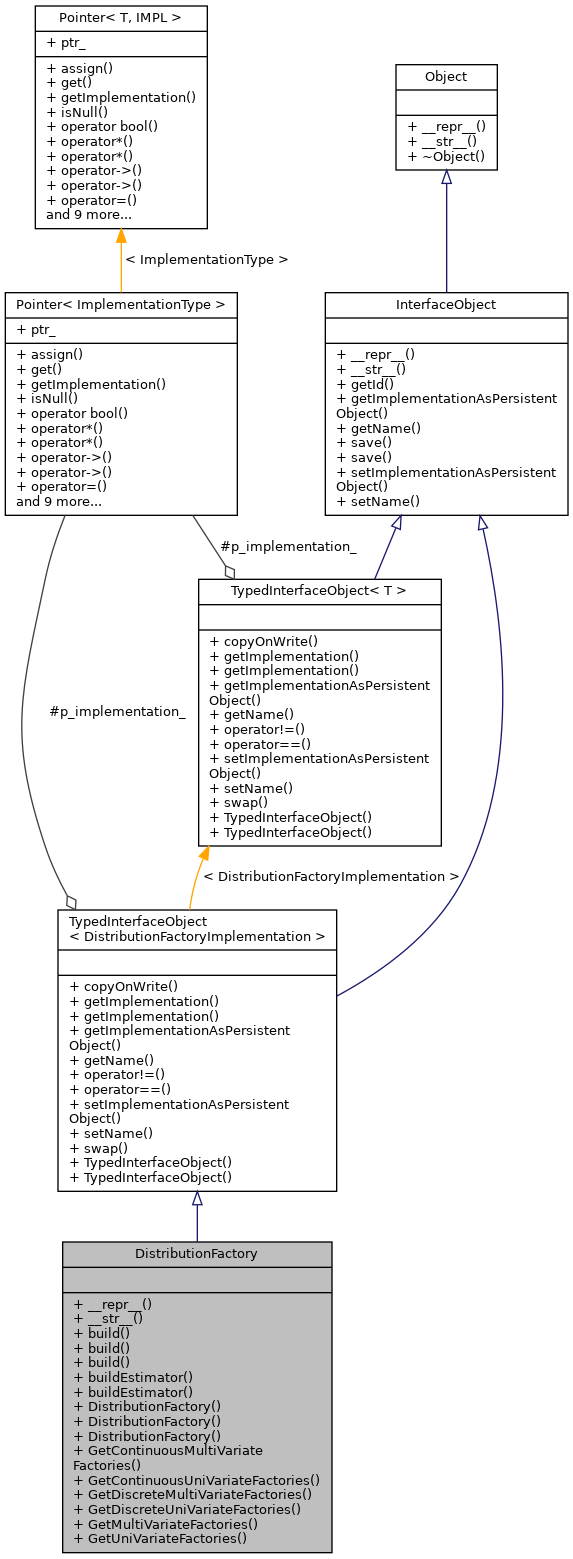 Pointer< T, IMPL >
+ ptr_
+ assign()
+ get()
+ getImplementation()
+ isNull()
+ operator bool()
+ operator*()
+ operator*()
+ operator->()
+ operator->()
+ operator=()
and 9 more...
Object
+ __repr__()
+ __str__()
+ ~Object()
< ImplementationType >
Pointer< ImplementationType >
+ ptr_
+ assign()
+ get()
+ getImplementation()
+ isNull()
+ operator bool()
+ operator*()
+ operator*()
+ operator->()
+ operator->()
+ operator=()
and 9 more...
InterfaceObject
+ __repr__()
+ __str__()
+ getId()
+ getImplementationAsPersistent
Object()
+ getName()
+ save()
+ save()
+ setImplementationAsPersistent
Object()
+ setName()
#p_implementation_
TypedInterfaceObject< T >
+ copyOnWrite()
+ getImplementation()
+ getImplementation()
+ getImplementationAsPersistent
Object()
+ getName()
+ operator!=()
+ operator==()
+ setImplementationAsPersistent
Object()
+ setName()
+ swap()
+ TypedInterfaceObject()
+ TypedInterfaceObject()
#p_implementation_
< DistributionFactoryImplementation >
TypedInterfaceObject
< DistributionFactoryImplementation >
+ copyOnWrite()
+ getImplementation()
+ getImplementation()
+ getImplementationAsPersistent
Object()
+ getName()
+ operator!=()
+ operator==()
+ setImplementationAsPersistent
Object()
+ setName()
+ swap()
+ TypedInterfaceObject()
+ TypedInterfaceObject()
DistributionFactory
+ __repr__()
+ __str__()
+ build()
+ build()
+ build()
+ buildEstimator()
+ buildEstimator()
+ DistributionFactory()
+ DistributionFactory()
+ DistributionFactory()
+ GetContinuousMultiVariate
Factories()
+ GetContinuousUniVariateFactories()
+ GetDiscreteMultiVariateFactories()
+ GetDiscreteUniVariateFactories()
+ GetMultiVariateFactories()
+ GetUniVariateFactories()